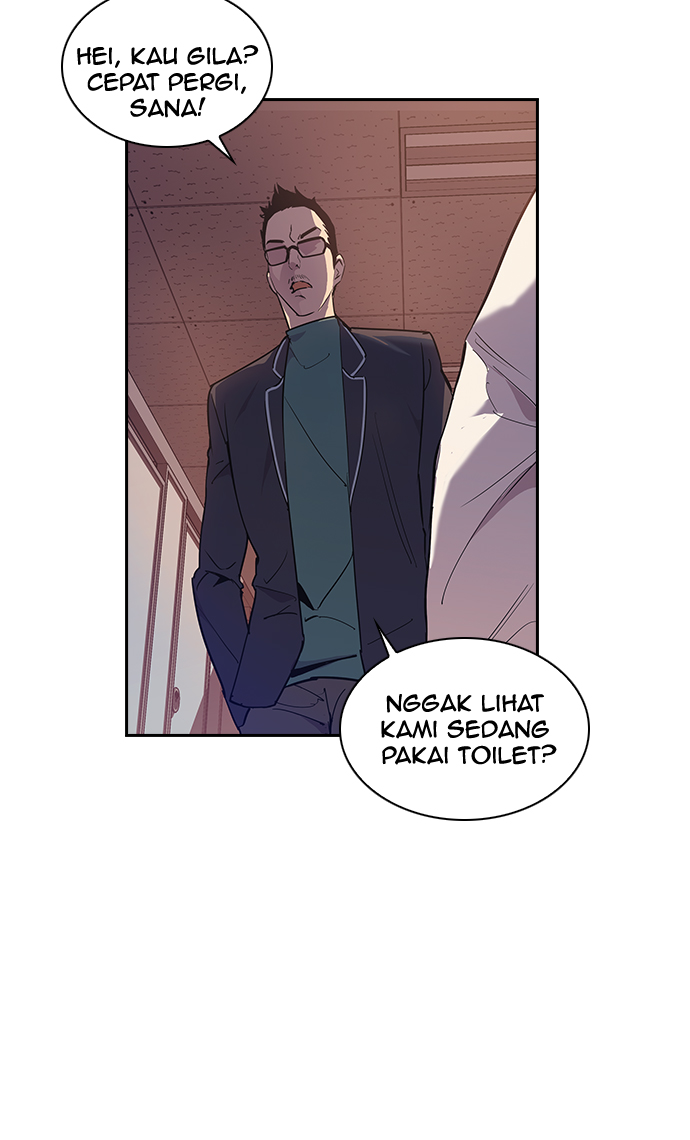 HEI, KAU GILA?
CEPAT PERGI,
SANA!
NGGAK LIHAT
KAMI SEDANG
PAKAI TOILET?